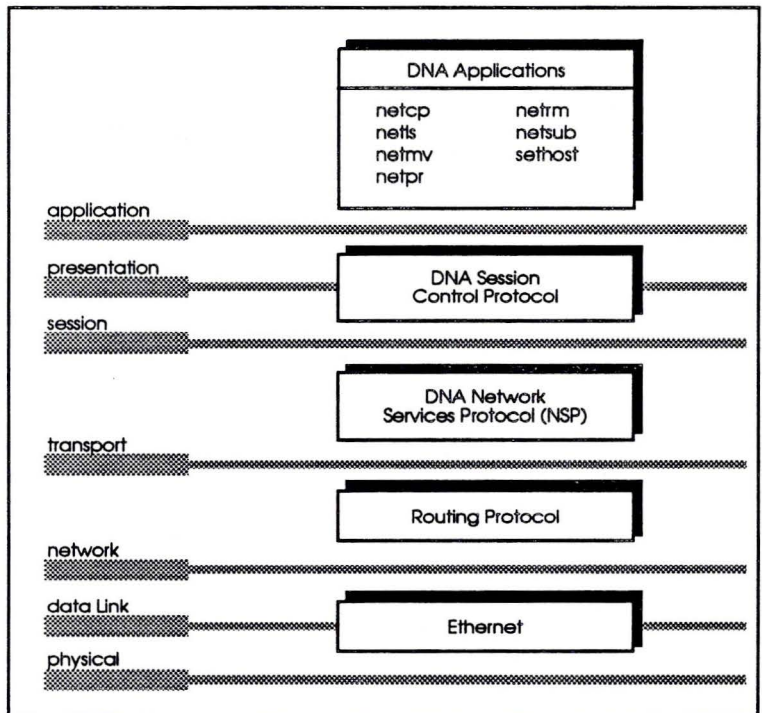 DNA Applications
netcp netrm
netls netsub
netmv sethost
netpr
application
presentation
DNA Session
Control Protocol
session
DNA Network
Services Protocol (NSP)
transport
Routing Protocol
network
data Link
Ethernet
physical